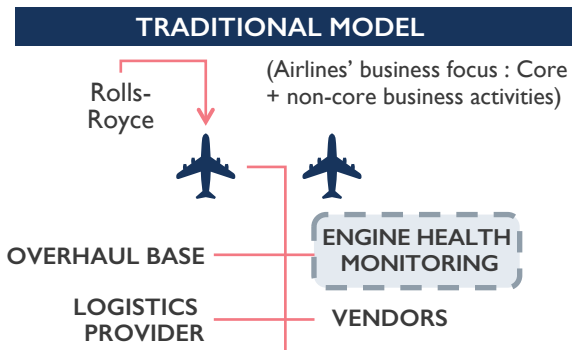 TRADITIONAL MODEL
Rolls-
Royce
(Airlines’ business focus : Core
+ non-core business activities)
OVERHAUL BASE
ENGINE HEALTH
MONITORING
LOGISTICS
PROVIDER
VENDORS